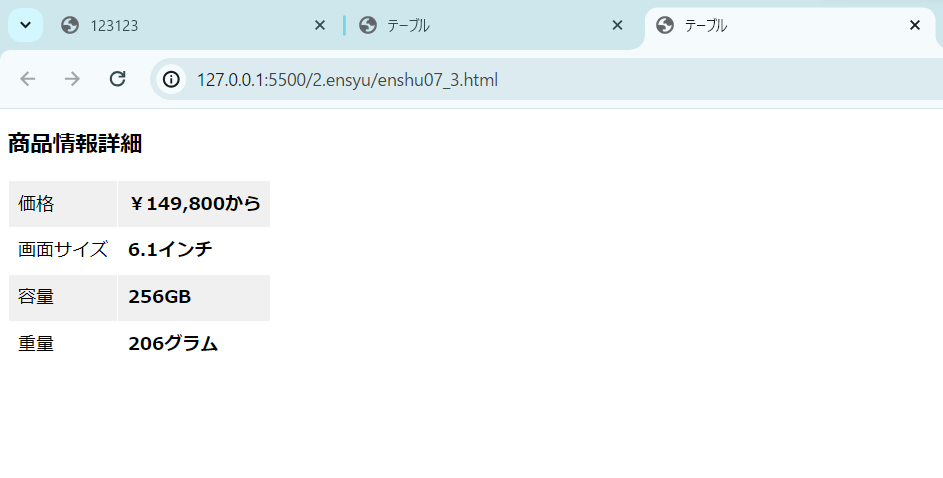 123123
テーブル
テーブル
127.0.0.1:5500/2.ensyu/enshu07_3.html
商品情報詳細
価格 ￥149,800から
画面サイズ 6.1インチ
容量 256GB
重量 206グラム